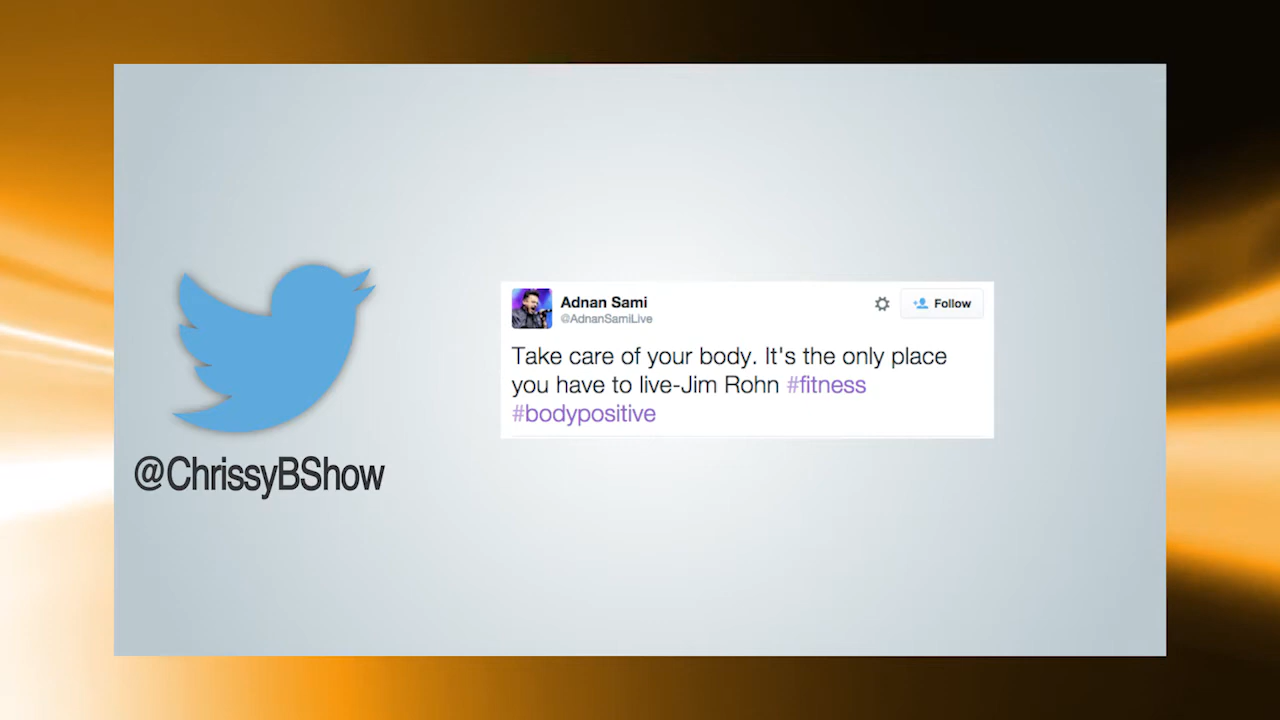 @ChrissyBShow
Adnan Sami
@AdnanSamiLive
Follow
Take care of your body. It's the only place
you have to live-Jim Rohn #fitness
#bodypositive